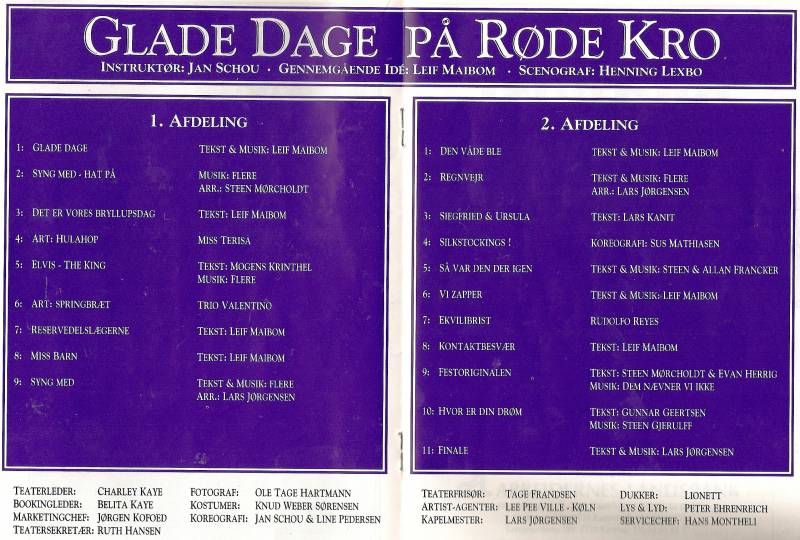 GLADE DAGE PÅ RØDE KRO
INSTRUKTØR: JAN SCHOU · GENNEMGÅENDE IDÉ: LEIF MAIBOM · SCENOGRAF: HENNING LEXBO
1. AFDELING
1: GLADE DAGE TEKST & MUSIK: LEIF MAIBOM
2: SYNG MED - HAT PÅ MUSIK: FLERE
ARR.: STEEN MØRCHOLDT
3: DET ER VORES BRYLLUPSDAG TEKST: LEIF MAIBOM
4: ART: HULAHOP MISS TERISA
5: ELVIS - THE KING TEKST: MOGENS KRINTHEL
MUSIK: FLERE
6: ART: SPRINGBRÆT TRIO VALENTINO
7: RESERVEDELSLÆGERNE TEKST: LEIF MAIBOM
8: MISS BARN TEKST: LEIF MAIBOM
9: SYNG MED TEKST & MUSIK: FLERE
ARR.: LARS JØRGENSEN
2. AFDELING
1: DEN VÅDE BLE TEKST & MUSIK: LEIF MAIBOM
2: REGNVEJR TEKST & MUSIK: FLERE
ARR.: LARS JØRGENSEN
3: SIEGFRIED & URSULA TEKST: LARS KANIT
4: SILKSTOCKINGS ! KOREOGRAFI: SUS MATHIASEN
5: SÅ VAR DEN DER IGEN TEKST & MUSIK: STEEN & ALLAN FRANCKER
6: VI ZAPPER TEKST & MUSIK: LEIF MAIBOM
7: EKVILIBRIST RUDOLFO REYES
8: KONTAKTBESVÆR TEKST: LEIF MAIBOM
9: FESTORIGINALEN TEKST: STEEN MØRCHOLDT & EVAN HERRIG
MUSIK: DEM NÆVNER VI IKKE
10: HVOR ER DIN DRØM TEKST: GUNNAR GEERTSEN
MUSIK: STEEN GJERULFF
11: FINALE TEKST & MUSIK: LARS JØRGENSEN
TEATERLEDER: CHARLEY KAYE
BOOKINGLEDER: BELITA KAYE
MARKETINGCHEF: JØRGEN KOFOED
TEATERSEKRETÆR: RUTH HANSEN
FOTOGRAF: OLE TAGE HARTMANN
KOSTUMER: KNUD WEBER SØRENSEN
KOREOGRAFI: JAN SCHOU & LINE PEDERSEN
TEATERFRISØR: TAGE FRANDSEN
ARTIST-AGENTER: LEE PEE VILLE - KØLN
KAPELMESTER: LARS JØRGENSEN
DUKKER: LIONETT
LYS & LYD: PETER EHRENREICH
SERVICECHEF: HANS MONTHELI